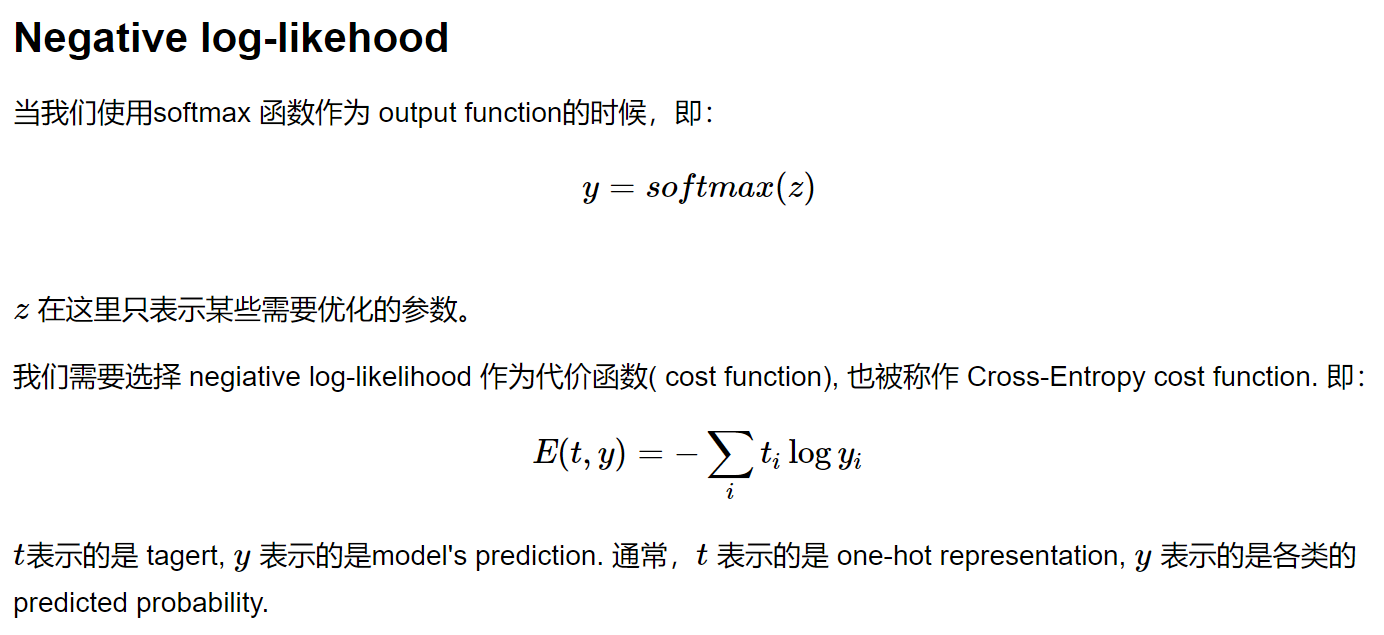 Negative log-likehood
当我们使用softmax 函数作为 output function的时候，即：
y = softmax(z)
z 在这里只表示某些需要优化的参数。
我们需要选择 negiative log-likelihood 作为代价函数( cost function), 也被称作 Cross-Entropy cost function. 即：
E(t, y) = − ∑_i t_i log y_i
t表示的是 tagert, y 表示的是model's prediction. 通常，t 表示的是 one-hot representation, y 表示的是各类的
predicted probability.